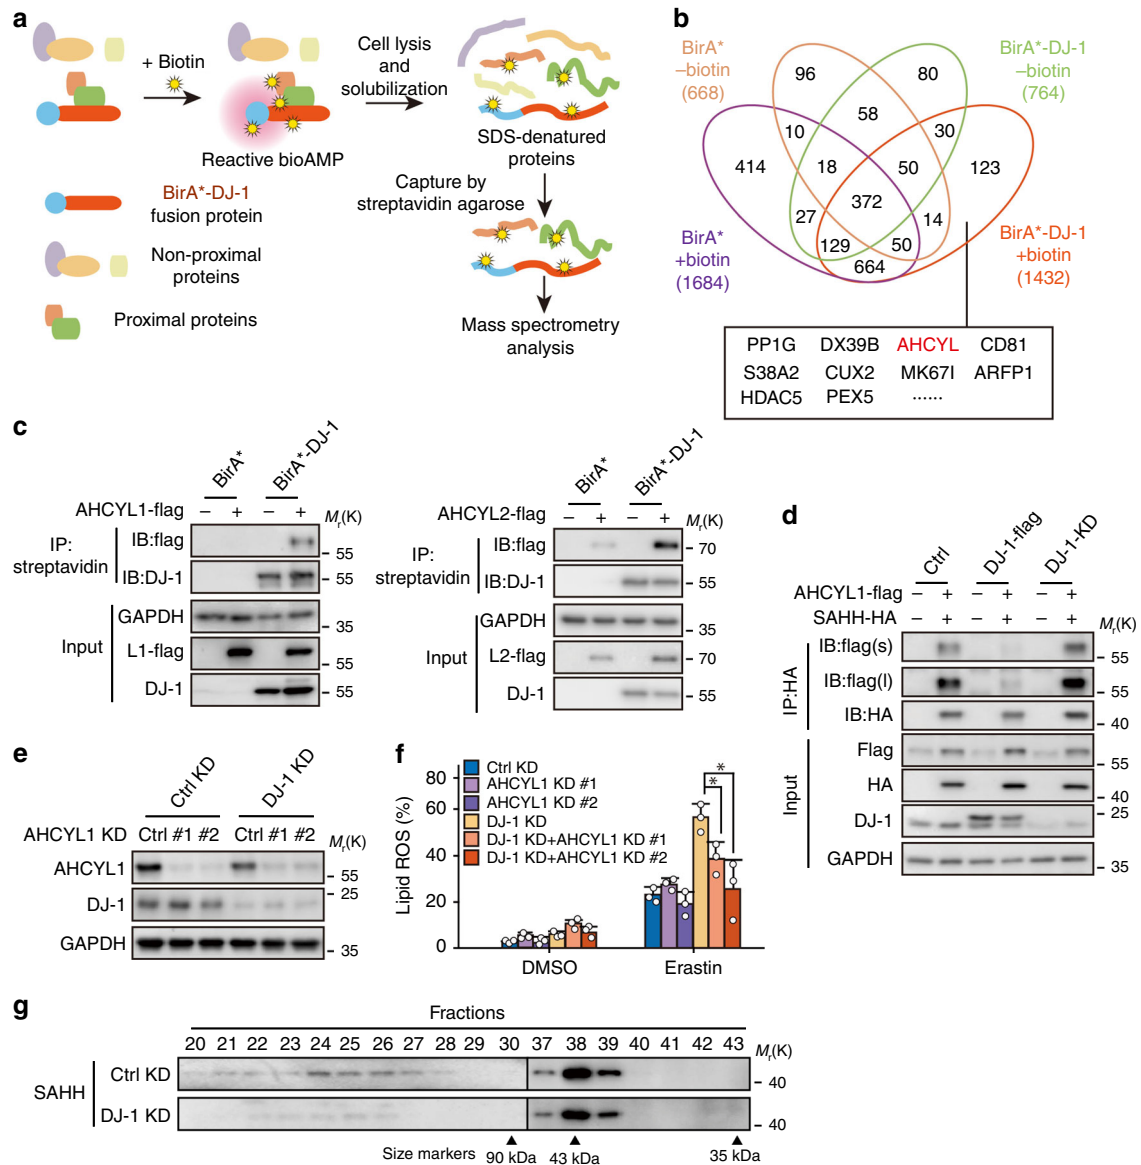 a
+ Biotin
Cell lysis
and
solubilization
Reactive bioAMP
SDS-denatured
proteins
BirA*-DJ-1
fusion protein
Capture by
streptavidin agarose
Non-proximal
proteins
Proximal proteins
Mass spectrometry
analysis
b
BirA*
–biotin
(668)
BirA*-DJ-1
–biotin
(764)
96
80
58
10
30
414
18
50
123
372
27
14
129
50
664
BirA*
+biotin
(1684)
BirA*-DJ-1
+biotin
(1432)
PP1G DX39B AHCYL CD81
S38A2 CUX2 MK67I ARFP1
HDAC5 PEX5 ······
c
BirA* BirA*-DJ-1
AHCYL1-flag – + – + Mr(K)
IP:
streptavidin
IB:flag 55
IB:DJ-1 55
Input
GAPDH 35
L1-flag 55
DJ-1 55
BirA* BirA*-DJ-1
AHCYL2-flag – + – + Mr(K)
IP:
streptavidin
IB:flag 70
IB:DJ-1 55
Input
GAPDH 35
L2-flag 70
DJ-1 55
d
Ctrl DJ-1-flag DJ-1-KD
AHCYL1-flag – + – + – +
SAHH-HA – + – + – + Mr(K)
IP:HA
IB:flag(s) 55
IB:flag(l) 55
IB:HA 40
Input
Flag 55
HA 40
DJ-1 25
GAPDH 35
e
Ctrl KD DJ-1 KD
AHCYL1 KD Ctrl #1 #2 Ctrl #1 #2 Mr(K)
AHCYL1 55
DJ-1 25
GAPDH 35
f
Lipid ROS (%)
80
60
40
20
0
Ctrl KD
AHCYL1 KD #1
AHCYL1 KD #2
DJ-1 KD
DJ-1 KD+AHCYL1 KD #1
DJ-1 KD+AHCYL1 KD #2
*
*
DMSO Erastin
g
Fractions
20 21 22 23 24 25 26 27 28 29 30 37 38 39 40 41 42 43 Mr(K)
SAHH
Ctrl KD 40
DJ-1 KD 40
Size markers 90 kDa 43 kDa 35 kDa